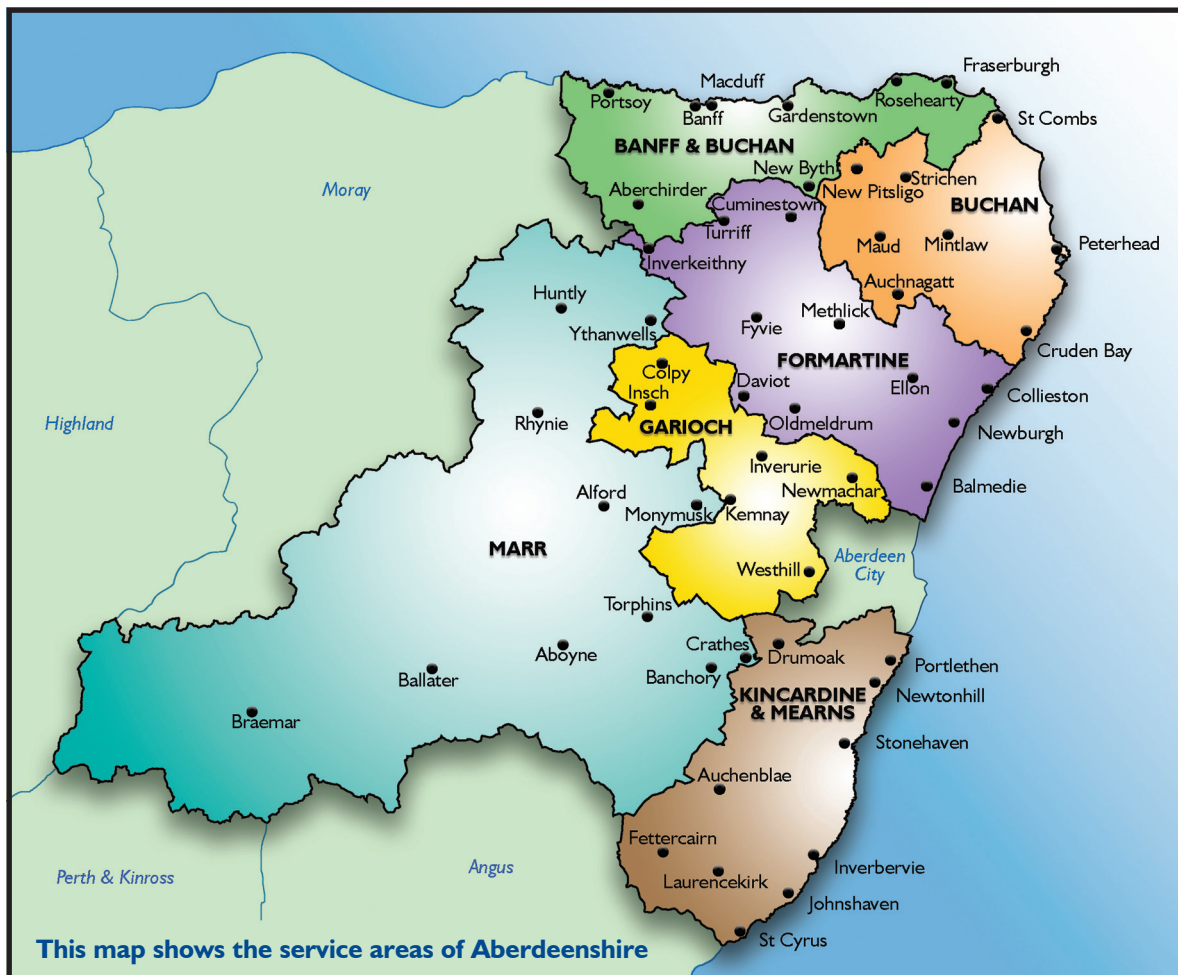 Fraserburgh
Macduff
Portsoy
Rosehearty
Banff
Gardenstown
St Combs
BANFF & BUCHAN
New Byth
Strichen
Moray
Aberchirder
New Pitsligo
Cuminestown
BUCHAN
Turriff
Maud
Mintlaw
Peterhead
Inverkeithny
Auchnagatt
Huntly
Methlick
Fyvie
Ythanwells
Cruden Bay
FORMARTINE
Colpy
Daviot
Ellon
Collieston
Insch
Highland
Rhynie
GARIOCH
Oldmeldrum
Newburgh
Inverurie
Alford
Newmachar
Balmedie
Monymusk
Kemnay
MARR
Aberdeen
City
Westhill
Torphins
Crathes
Aboyne
Drumoak
Portlethen
Banchory
Ballater
KINCARDINE
& MEARNS
Newtonhill
Braemar
Stonehaven
Auchenblae
Fettercairn
Angus
Inverbervie
Perth & Kinross
Laurencekirk
Johnshaven
St Cyrus
This map shows the service areas of Aberdeenshire